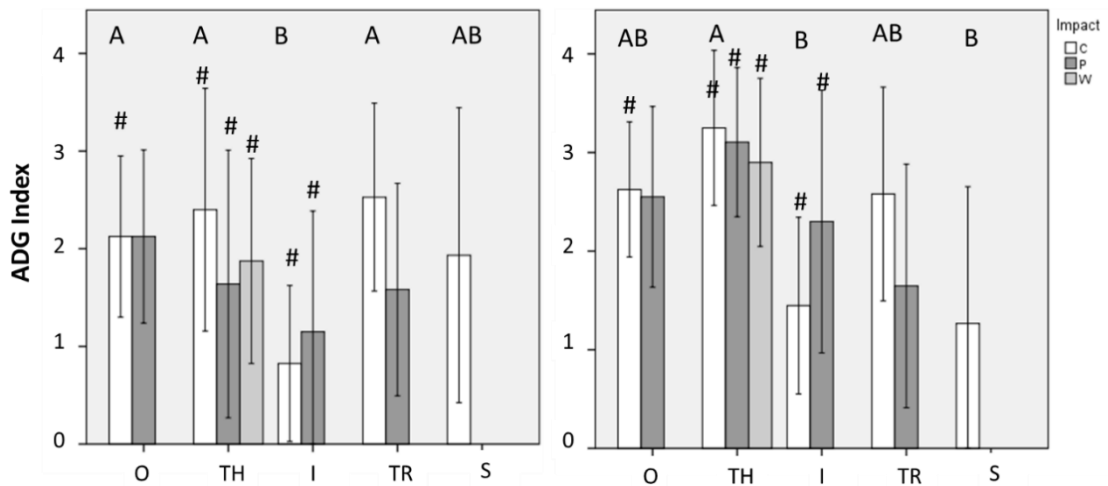 ADG Index
4
3
2
1
0
A A B A AB
# # # # # #
O TH I TR S
4
3
2
1
0
AB A B AB B
# # # # # #
O TH I TR S
Impact
C
P
W